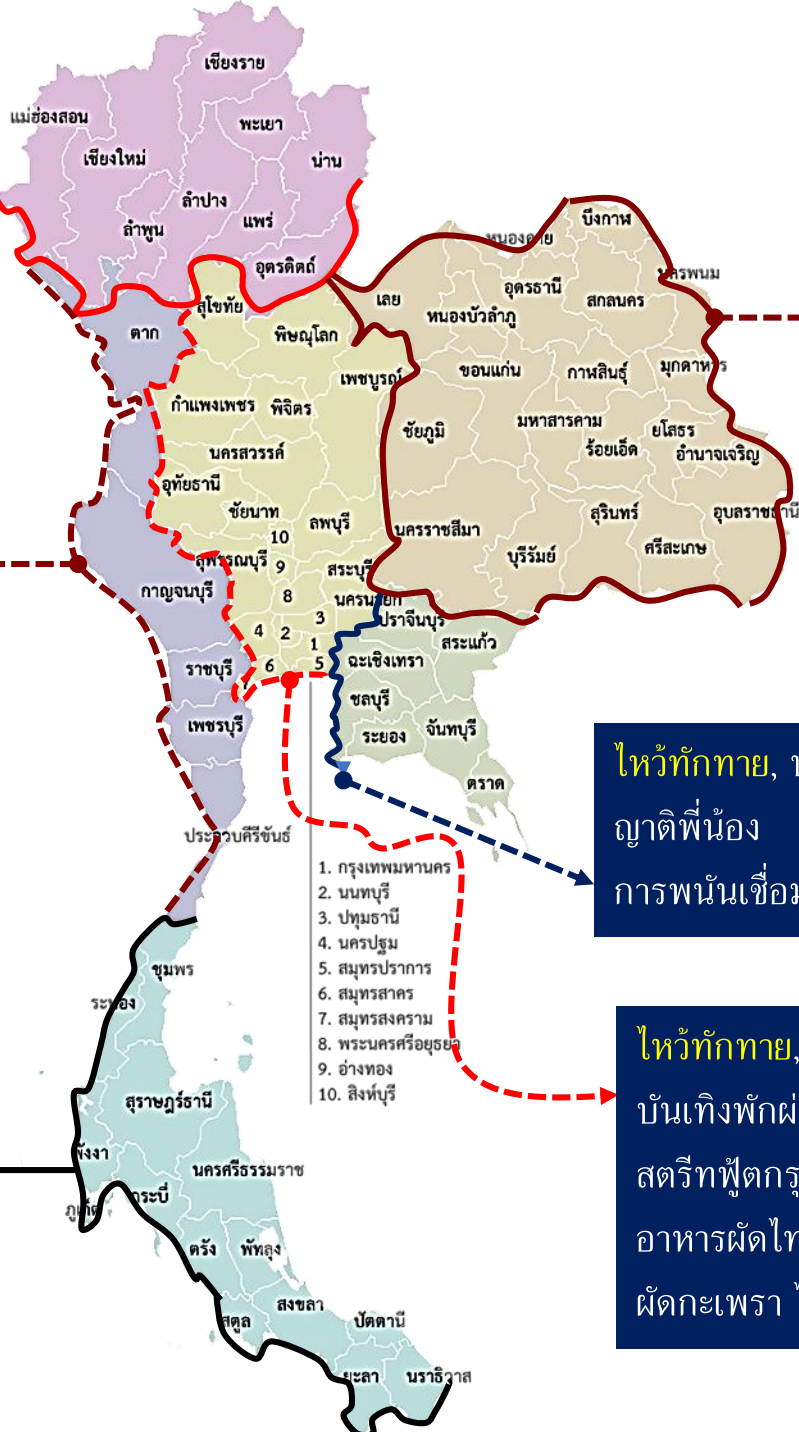 เชียงราย
แม่ฮ่องสอน
พะเยา
เชียงใหม่
น่าน
ลำปาง
แพร่
ลำพูน
อุตรดิตถ์
บึงกาฬ
หนองคาย
นครพนม
อุดรธานี
สกลนคร
เลย
หนองบัวลำภู
สุโขทัย
ตาก
พิษณุโลก
ขอนแก่น
กาฬสินธุ์
มุกดาหาร
เพชรบูรณ์
กำแพงเพชร
พิจิตร
ชัยภูมิ
มหาสารคาม
ร้อยเอ็ด
ยโสธร
อำนาจเจริญ
นครสวรรค์
อุทัยธานี
ชัยนาท
ลพบุรี
นครราชสีมา
สุรินทร์
อุบลราชธานี
บุรีรัมย์
ศรีสะเกษ
10
สุพรรณบุรี
9
สระบุรี
กาญจนบุรี
8
นครนายก
3
ปราจีนบุรี
4
2
1
สระแก้ว
ราชบุรี
6
5
ฉะเชิงเทรา
7
ชลบุรี
เพชรบุรี
ระยอง
จันทบุรี
ตราด
ประจวบคีรีขันธ์
1. กรุงเทพมหานคร
2. นนทบุรี
3. ปทุมธานี
4. นครปฐม
5. สมุทรปราการ
6. สมุทรสาคร
7. สมุทรสงคราม
8. พระนครศรีอยุธยา
9. อ่างทอง
10. สิงห์บุรี
ไหว้ทักทาย,
ญาติพี่น้อง
การพนันเชื่อม
ไหว้ทักทาย,
บันเทิงพักผ่
สตรีทฟู้ตกรุ
อาหารผัดไท
ผัดกะเพรา
ชุมพร
ระนอง
สุราษฎร์ธานี
พังงา
นครศรีธรรมราช
กระบี่
ภูเก็ต
ตรัง
พัทลุง
สงขลา
สตูล
ปัตตานี
ยะลา
นราธิวาส